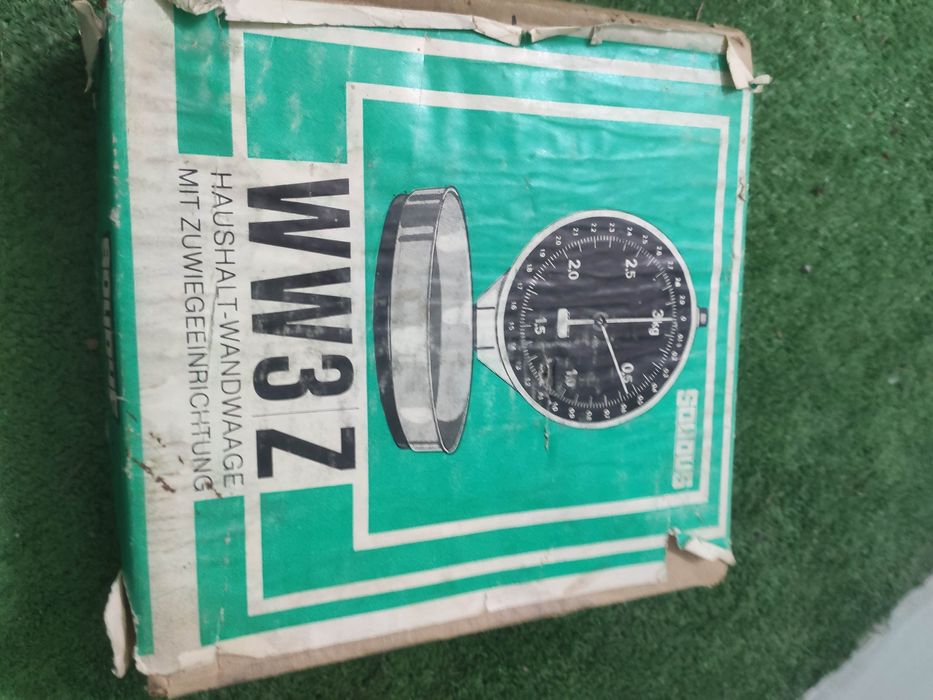 3kg
2.5
0.5
2.0
1.0
1.5
WW3Z
HAUSHALT-WANDWAAGE
MIT ZUWIEGEEINRICHTUNG